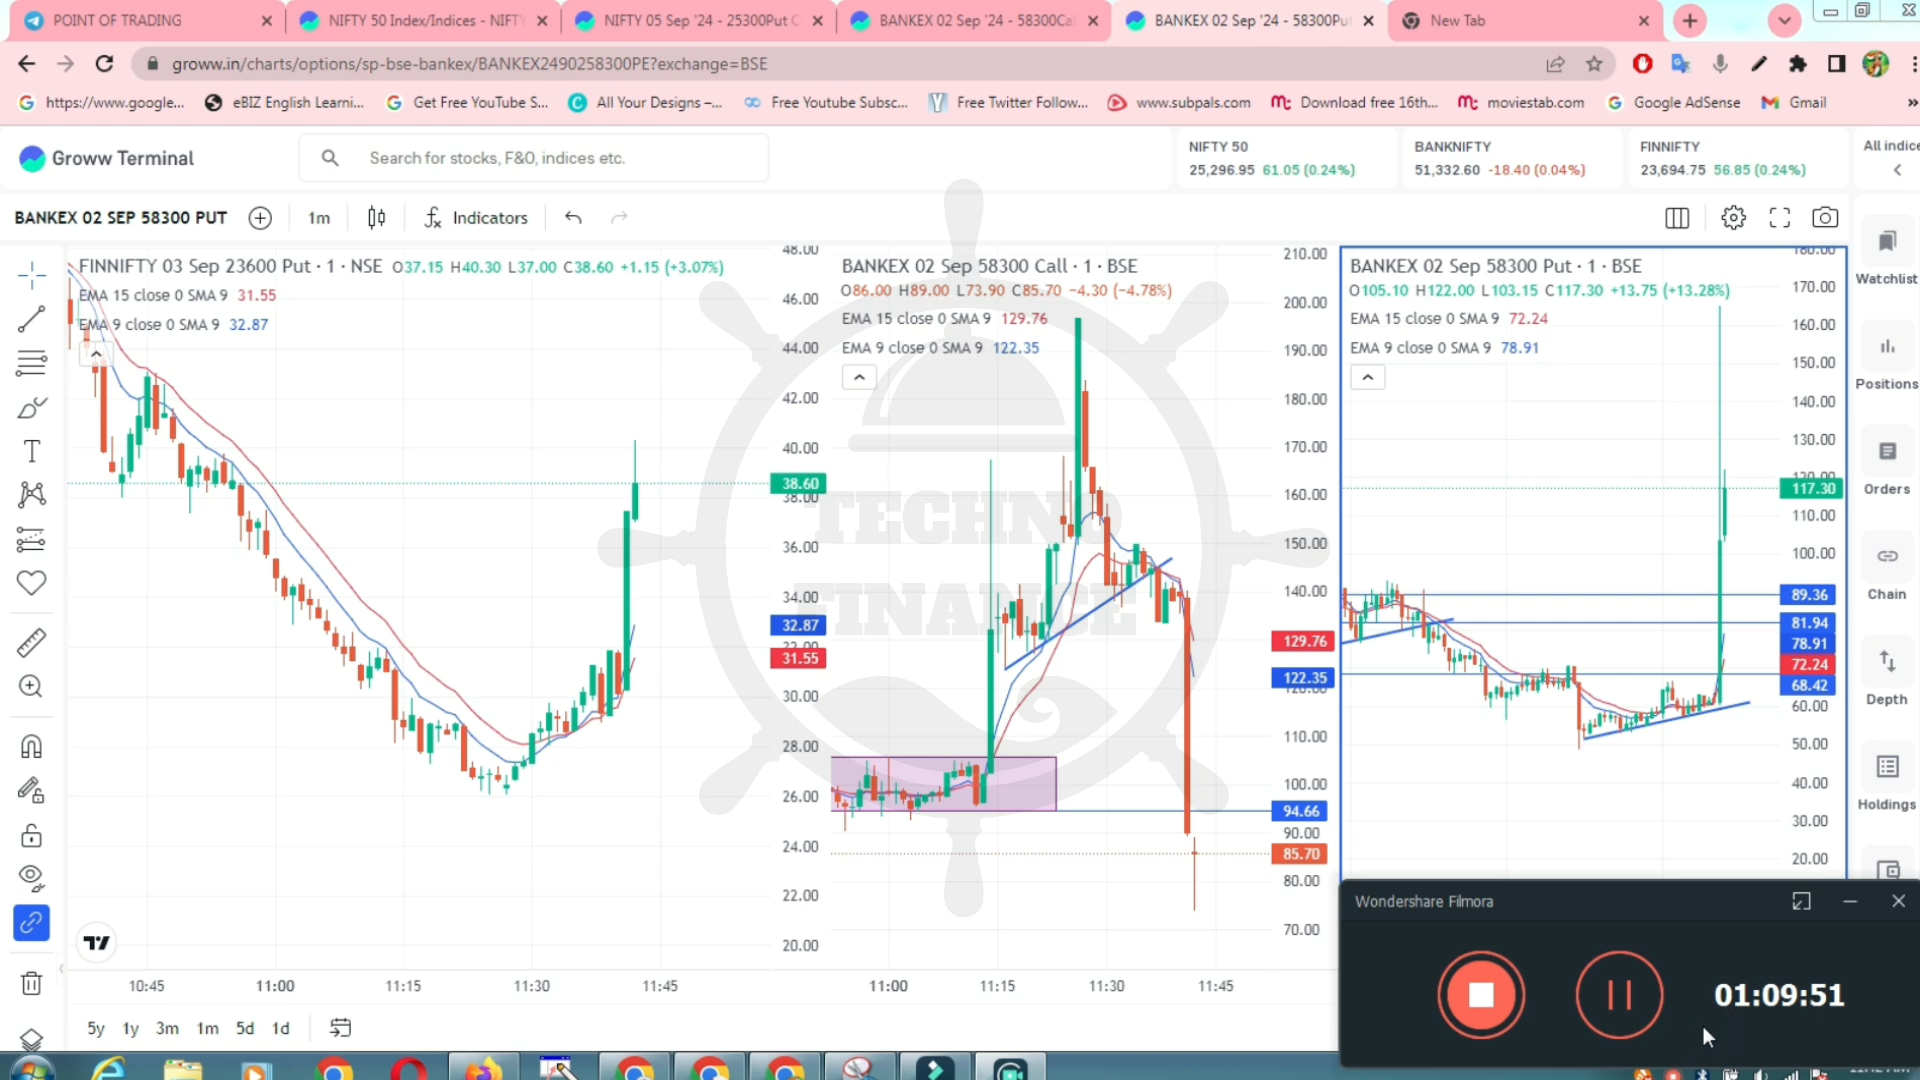 POINT OF TRADING
NIFTY 50 Index/Indices - NIFTY
NIFTY 05 Sep '24 - 25300Put C
BANKEX 02 Sep '24 - 58300Ca
BANKEX 02 Sep '24 - 58300Put
New Tab
groww.in/charts/options/sp-bse-bankex/BANKEX2490258300PE?exchange=BSE
https://www.google...
eBIZ English Learni...
Get Free YouTube S...
All Your Designs –...
Free Youtube Subsc...
Free Twitter Follow...
www.subpals.com
Download free 16th...
moviestab.com
Google AdSense
Gmail
Groww Terminal
Search for stocks, F&O, indices etc.
NIFTY 50
25,296.95 61.05 (0.24%)
BANKNIFTY
51,332.60 -18.40 (0.04%)
FINNIFTY
23,694.75 56.85 (0.24%)
All indice
BANKEX 02 SEP 58300 PUT
1m
Indicators
FINNIFTY 03 Sep 23600 Put · 1 · NSE O37.15 H40.30 L37.00 C38.60 +1.15 (+3.07%)
EMA 15 close 0 SMA 9 31.55
EMA 9 close 0 SMA 9 32.87
48.00
46.00
44.00
42.00
40.00
38.60
38.00
36.00
34.00
32.87
32.00
31.55
30.00
28.00
26.00
24.00
22.00
20.00
10:45
11:00
11:15
11:30
11:45
BANKEX 02 Sep 58300 Call · 1 · BSE
O86.00 H89.00 L73.90 C85.70 −4.30 (−4.78%)
EMA 15 close 0 SMA 9 129.76
EMA 9 close 0 SMA 9 122.35
210.00
200.00
190.00
180.00
170.00
160.00
150.00
140.00
129.76
122.35
120.00
110.00
100.00
94.66
90.00
85.70
80.00
70.00
11:00
11:15
11:30
11:45
BANKEX 02 Sep 58300 Put · 1 · BSE
O105.10 H122.00 L103.15 C117.30 +13.75 (+13.28%)
EMA 15 close 0 SMA 9 72.24
EMA 9 close 0 SMA 9 78.91
180.00
170.00
160.00
150.00
140.00
130.00
120.00
117.30
110.00
100.00
89.36
81.94
78.91
72.24
68.42
60.00
50.00
40.00
30.00
20.00
TECHNO
FINANCE
Watchlist
Positions
Orders
Chain
Depth
Holdings
5y 1y 3m 1m 5d 1d
Wondershare Filmora
01:09:51